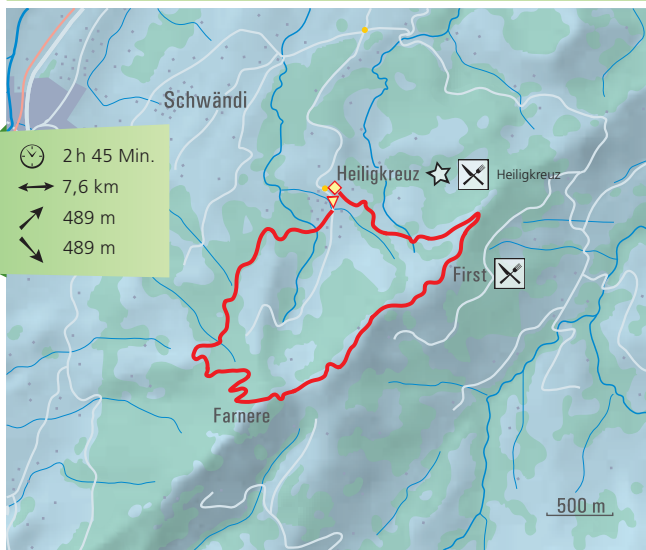 Schwändi
2 h 45 Min.
7,6 km
489 m
489 m
Heiligkreuz
Heiligkreuz
First
Farnere
500 m